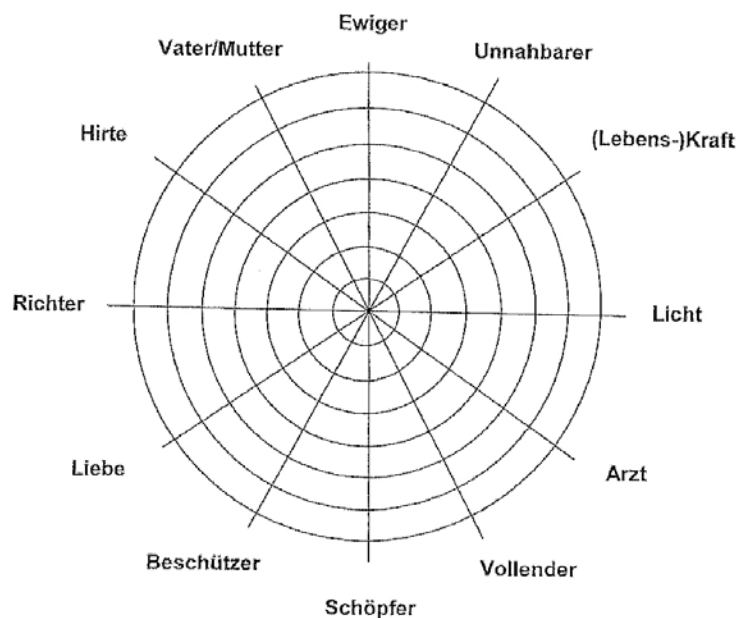 Ewiger
Vater/Mutter
Unnahbarer
Hirte
(Lebens-)Kraft
Richter
Licht
Liebe
Arzt
Beschützer
Vollender
Schöpfer